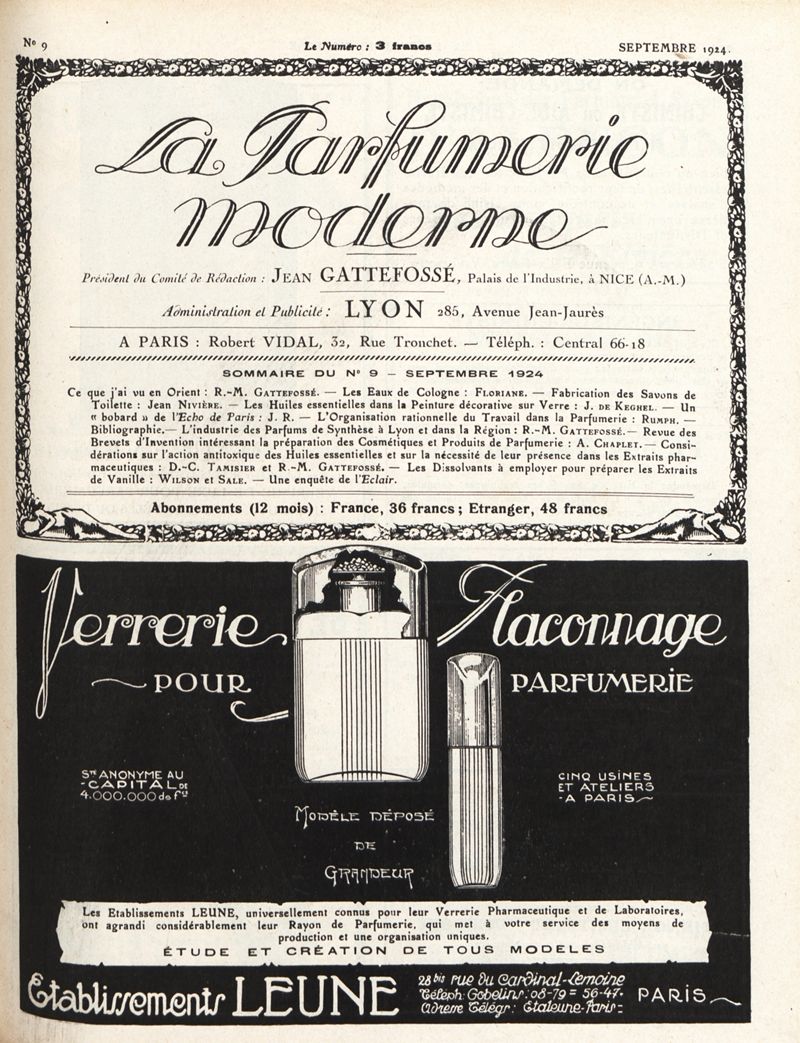 No 9
Le Numéro : 3 francs
SEPTEMBRE 1924.
La Parfumerie
moderne
Président du Comité de Rédaction : JEAN GATTEFOSSÉ, Palais de l'Industrie, à NICE (A.-M.)
Administration et Publicité : LYON 285, Avenue Jean-Jaurès
A PARIS : Robert VIDAL, 32, Rue Tronchet. — Téléph. : Central 66-18
SOMMAIRE DU No 9 — SEPTEMBRE 1924
Ce que j'ai vu en Orient : R.-M. GATTEFOSSÉ. — Les Eaux de Cologne : FLORIANE. — Fabrication des Savons de
Toilette : Jean NIVIÈRE. — Les Huiles essentielles dans la Peinture décorative sur Verre : J. DE KEGHEL. — Un
« bobard » de l'Echo de Paris : J. R. — L'Organisation rationnelle du Travail dans la Parfumerie : RUMPH. —
Bibliographie.— L'industrie des Parfums de Synthèse à Lyon et dans la Région : R.-M. GATTEFOSSÉ.— Revue des
Brevets d'Invention intéressant la préparation des Cosmétiques et Produits de Parfumerie : A. CHAPLET. — Consi-
dérations sur l'action antitoxique des Huiles essentielles et sur la nécessité de leur présence dans les Extraits phar-
maceutiques : D.-C. TAMISIER et R.-M. GATTEFOSSÉ. — Les Dissolvants à employer pour préparer les Extraits
de Vanille : WILSON et SALE. — Une enquête de l'Eclair.
Abonnements (12 mois) : France, 36 francs ; Etranger, 48 francs
Verrerie Flaconnage
POUR PARFUMERIE
Sté ANONYME AU
CAPITAL DE
4.000.000 de frs
CINQ USINES
ET ATELIERS
A PARIS
MODÈLE DÉPOSÉ
DE
GRANDEUR
Les Etablissements LEUNE, universellement connus pour leur Verrerie Pharmaceutique et de Laboratoires,
ont agrandi considérablement leur Rayon de Parfumerie, qui met à votre service des moyens de
production et une organisation uniques.
ÉTUDE ET CRÉATION DE TOUS MODELES
Etablissements LEUNE
28 bis rue du Cardinal-Lemoine
Téleph: Gobelins: 08-79 = 56-47.
Adresse Télégr: Etaleune-Paris=
PARIS